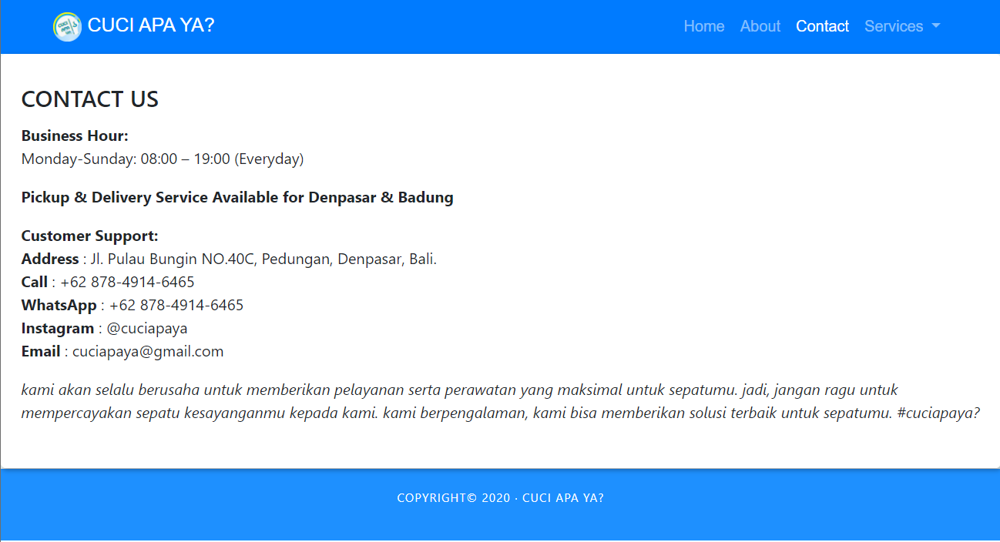 CUCI APA YA?
Home About Contact Services
CONTACT US
Business Hour:
Monday-Sunday: 08:00 – 19:00 (Everyday)
Pickup & Delivery Service Available for Denpasar & Badung
Customer Support:
Address : Jl. Pulau Bungin NO.40C, Pedungan, Denpasar, Bali.
Call : +62 878-4914-6465
WhatsApp : +62 878-4914-6465
Instagram : @cuciapaya
Email : cuciapaya@gmail.com
kami akan selalu berusaha untuk memberikan pelayanan serta perawatan yang maksimal untuk sepatumu. jadi, jangan ragu untuk
mempercayakan sepatu kesayanganmu kepada kami. kami berpengalaman, kami bisa memberikan solusi terbaik untuk sepatumu. #cuciapaya?
COPYRIGHT© 2020 · CUCI APA YA?